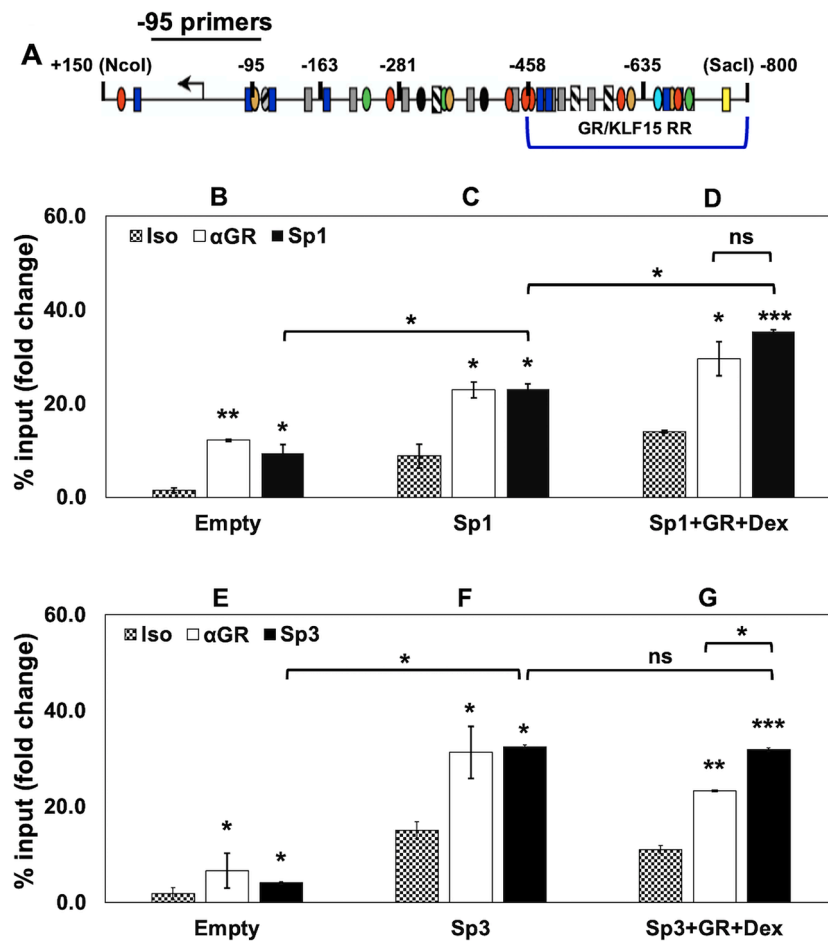 -95 primers
A
+150 (NcoI) -95 -163 -281 -458 -635 (SacI) -800
GR/KLF15 RR
B C D
60.0
Iso αGR Sp1
ns
*
40.0
*
* ***
* *
20.0
**
*
0.0
Empty Sp1 Sp1+GR+Dex
% input (fold change)
E F G
60.0
Iso αGR Sp3
*
* ns
40.0
* * ***
**
20.0
* *
0.0
Empty Sp3 Sp3+GR+Dex
% input (fold change)